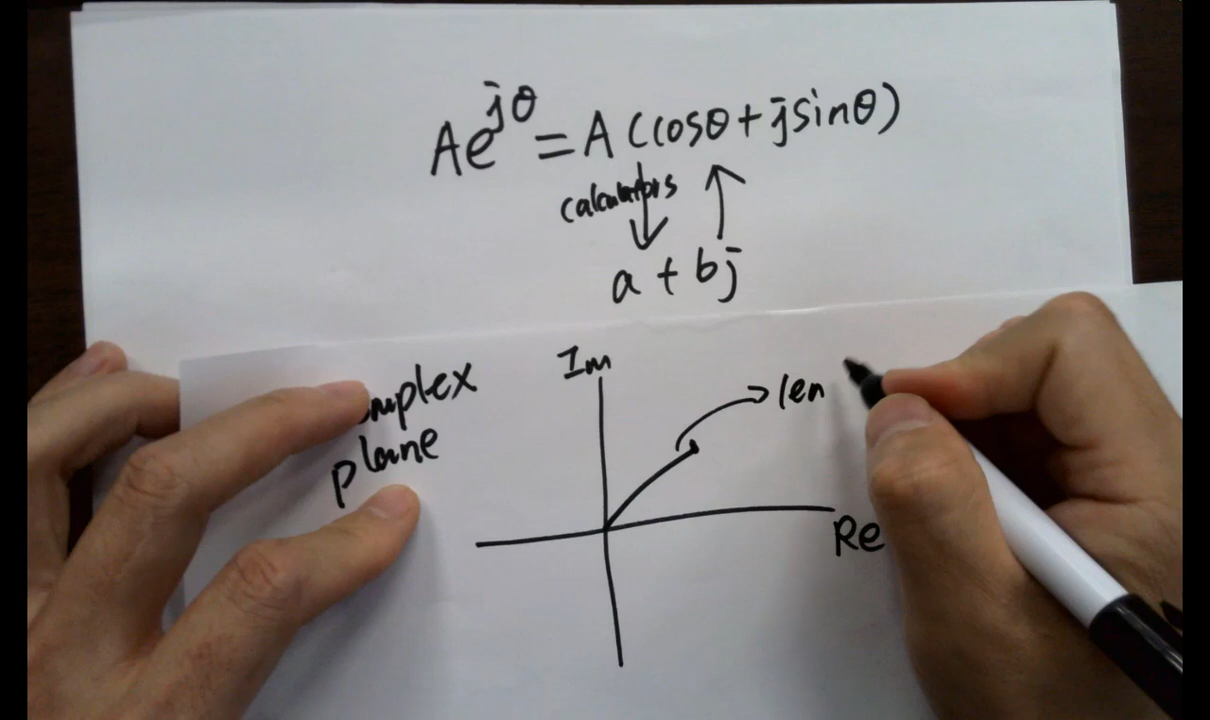 Ae^{jθ} = A (cosθ + jsinθ)
calculators
a + bj
mplex
plane
Im
len
Re